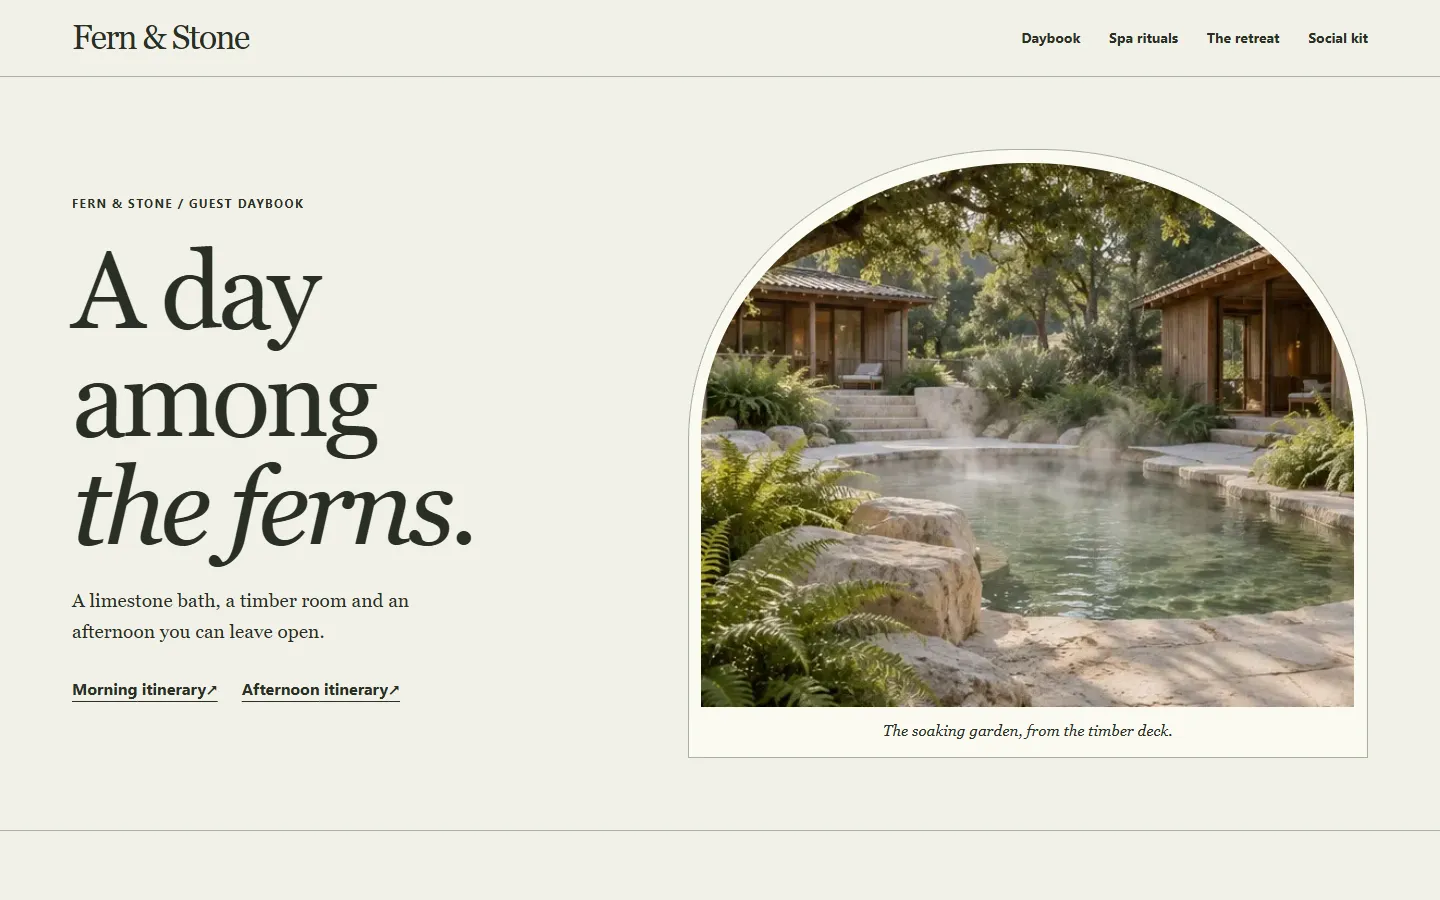 Fern & Stone
Daybook
Spa rituals
The retreat
Social kit
FERN & STONE / GUEST DAYBOOK
A day
among
the ferns.
A limestone bath, a timber room and an
afternoon you can leave open.
Morning itinerary↗
Afternoon itinerary↗
The soaking garden, from the timber deck.